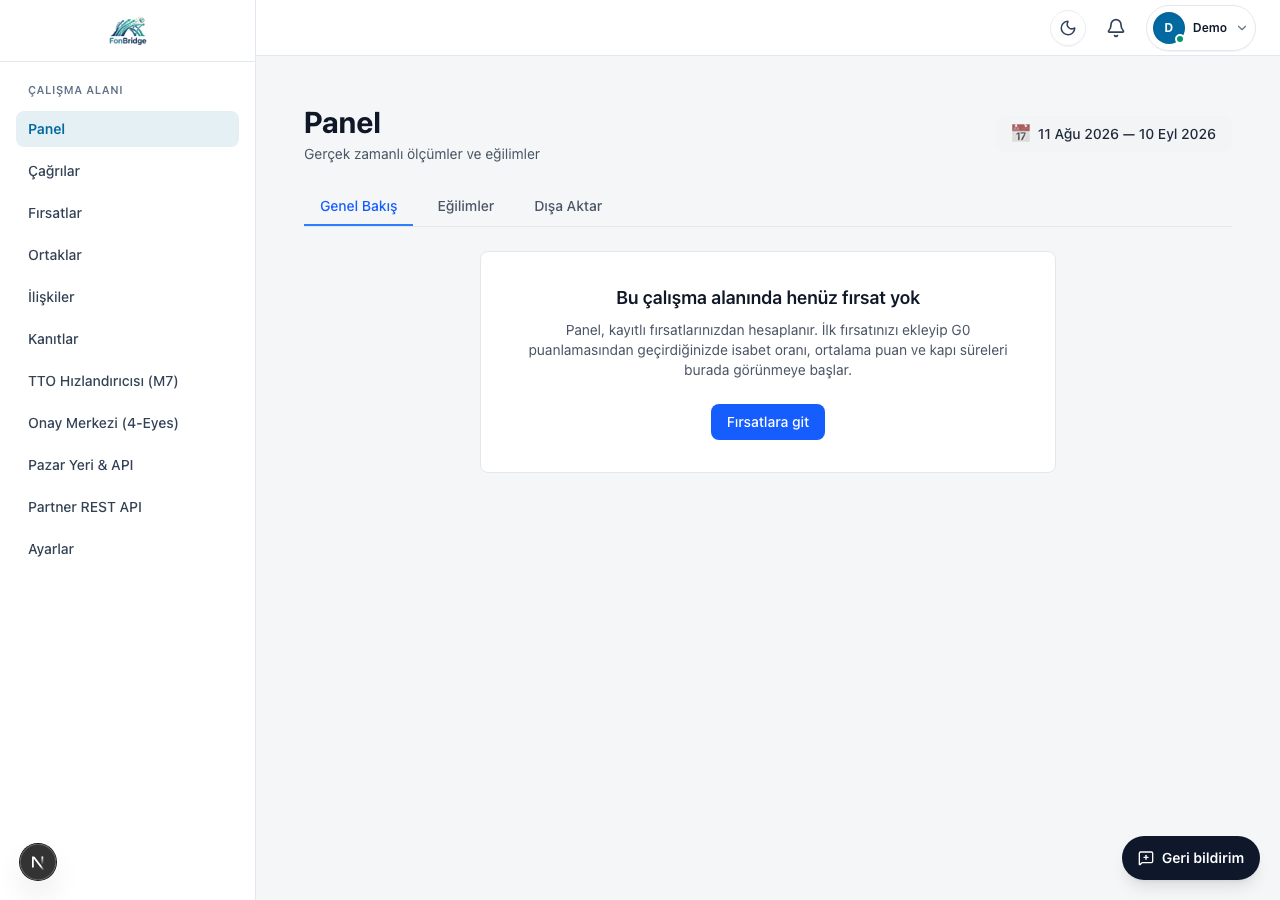 FonBridge
D
Demo
ÇALIŞMA ALANI
Panel
Çağrılar
Fırsatlar
Ortaklar
İlişkiler
Kanıtlar
TTO Hızlandırıcısı (M7)
Onay Merkezi (4-Eyes)
Pazar Yeri & API
Partner REST API
Ayarlar
N
Panel
Gerçek zamanlı ölçümler ve eğilimler
17
11 Ağu 2026 — 10 Eyl 2026
Genel Bakış
Eğilimler
Dışa Aktar
Bu çalışma alanında henüz fırsat yok
Panel, kayıtlı fırsatlarınızdan hesaplanır. İlk fırsatınızı ekleyip G0
puanlamasından geçirdiğinizde isabet oranı, ortalama puan ve kapı süreleri
burada görünmeye başlar.
Fırsatlara git
Geri bildirim